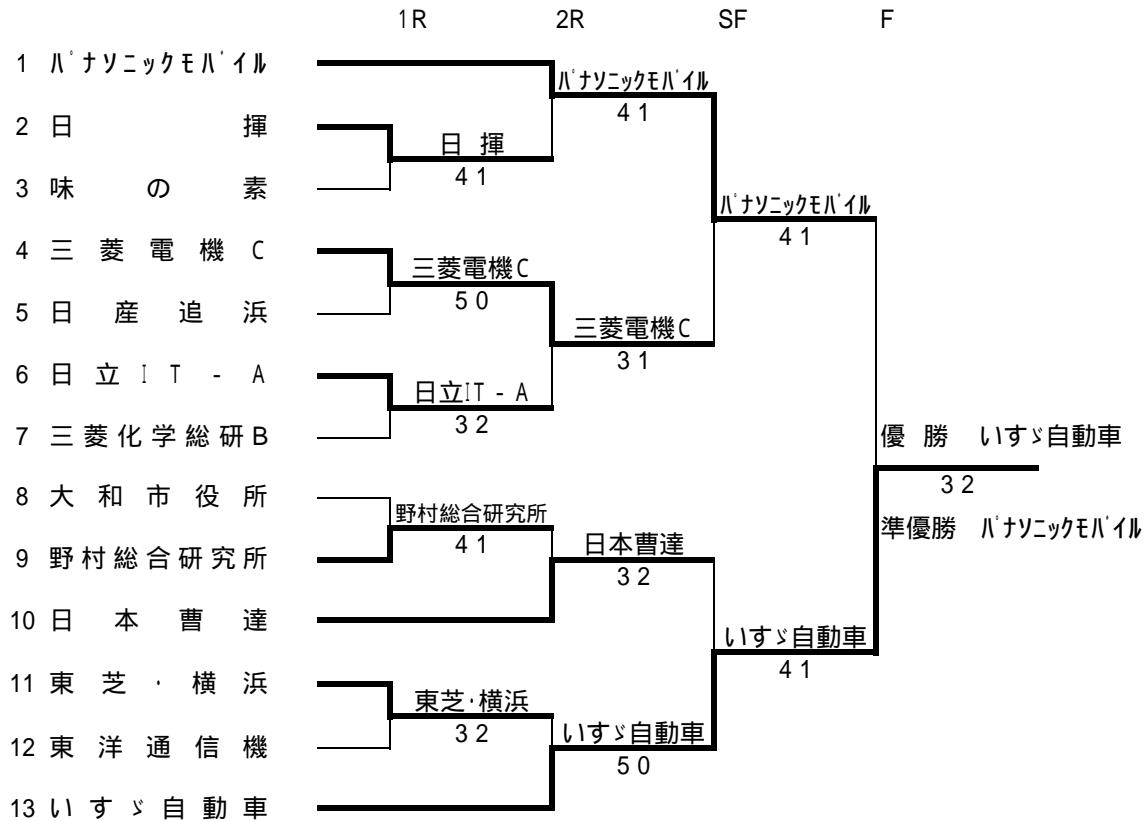 1R 2R SF F
1 パナソニックモバイル
パナソニックモバイル
4 1
2 日 揮
日 揮
4 1
3 味 の 素
パナソニックモバイル
4 1
4 三 菱 電 機 C
三菱電機C
5 0
5 日 産 追 浜
三菱電機C
3 1
6 日 立 I T - A
日立IT - A
3 2
7 三 菱 化 学 総 研 B
優 勝 いすゞ自動車
3 2
8 大 和 市 役 所
野村総合研究所
4 1
準優勝 パナソニックモバイル
9 野 村 総 合 研 究 所
日本曹達
3 2
10 日 本 曹 達
いすゞ自動車
4 1
11 東 芝 ・ 横 浜
東芝・横浜
3 2
12 東 洋 通 信 機
いすゞ自動車
5 0
13 い す ゞ 自 動 車